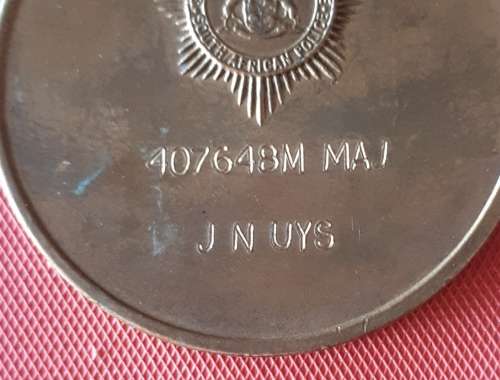 SOUTH AFRICAN POLICE
407648M MAJ
J N UYS